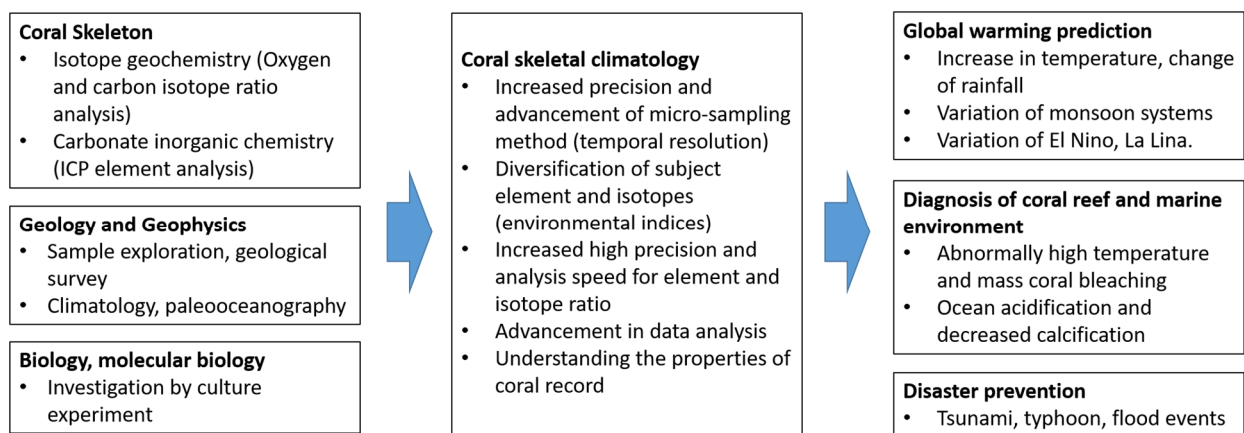 Coral Skeleton
• Isotope geochemistry (Oxygen
and carbon isotope ratio
analysis)
• Carbonate inorganic chemistry
(ICP element analysis)
Geology and Geophysics
• Sample exploration, geological
survey
• Climatology, paleooceanography
Biology, molecular biology
• Investigation by culture
experiment
Coral skeletal climatology
• Increased precision and
advancement of micro-sampling
method (temporal resolution)
• Diversification of subject
element and isotopes
(environmental indices)
• Increased high precision and
analysis speed for element and
isotope ratio
• Advancement in data analysis
• Understanding the properties of
coral record
Global warming prediction
• Increase in temperature, change
of rainfall
• Variation of monsoon systems
• Variation of El Nino, La Lina.
Diagnosis of coral reef and marine
environment
• Abnormally high temperature
and mass coral bleaching
• Ocean acidification and
decreased calcification
Disaster prevention
• Tsunami, typhoon, flood events